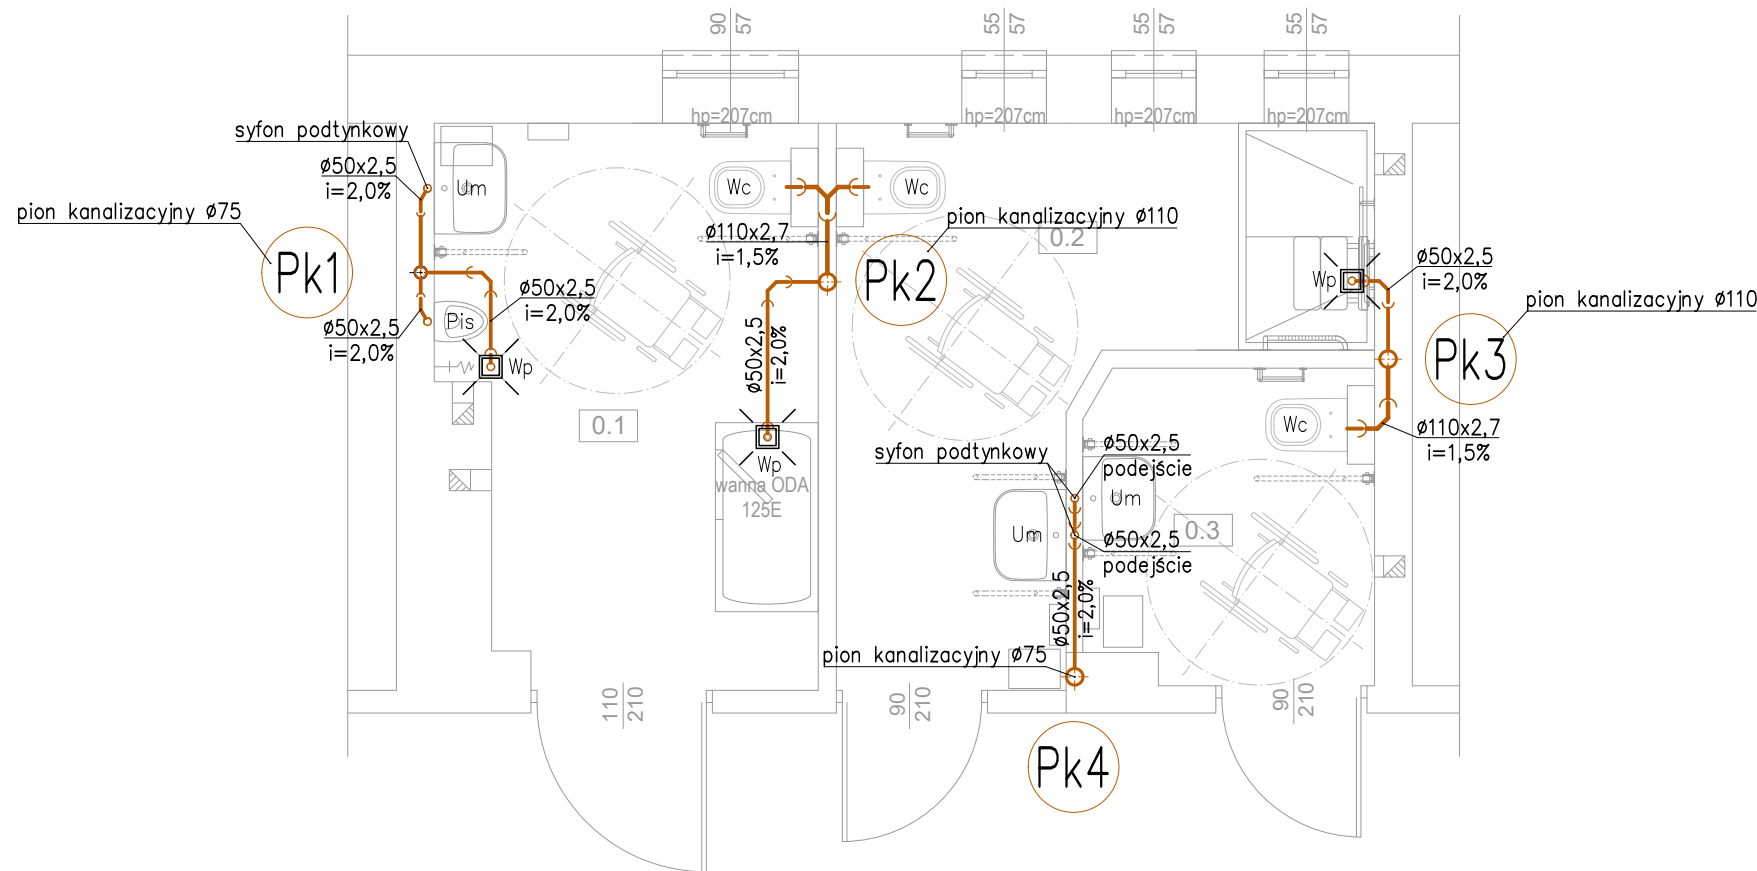 90
57
55
57
55
57
55
57
hp=207cm
hp=207cm
hp=207cm
hp=207cm
syfon podtynkowy
ø50x2,5
i=2,0%
Um
Wc
Wc
pion kanalizacyjny ø75
pion kanalizacyjny ø110
ø110x2,7
i=1,5%
0.2
Pk1
Pk2
Wp
ø50x2,5
i=2,0%
pion kanalizacyjny ø110
ø50x2,5
i=2,0%
Pis
ø50x2,5
i=2,0%
ø50x2,5
i=2,0%
Pk3
Wp
0.1
Wc
ø110x2,7
i=1,5%
syfon podtynkowy
ø50x2,5
podejście
Wp
wanna ODA
125E
Um
Um
0.3
ø50x2,5
podejście
ø50x2,5
i=2,0%
pion kanalizacyjny ø75
110
210
90
210
90
210
Pk4